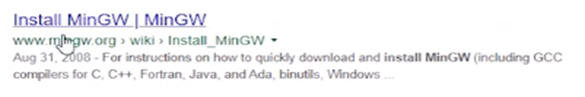 Install MinGW | MinGW
www.mingw.org › wiki › Install_MinGW ▾
Aug 31, 2008 - For instructions on how to quickly download and install MinGW (including GCC
compilers for C, C++, Fortran, Java, and Ada, binutils, Windows ...